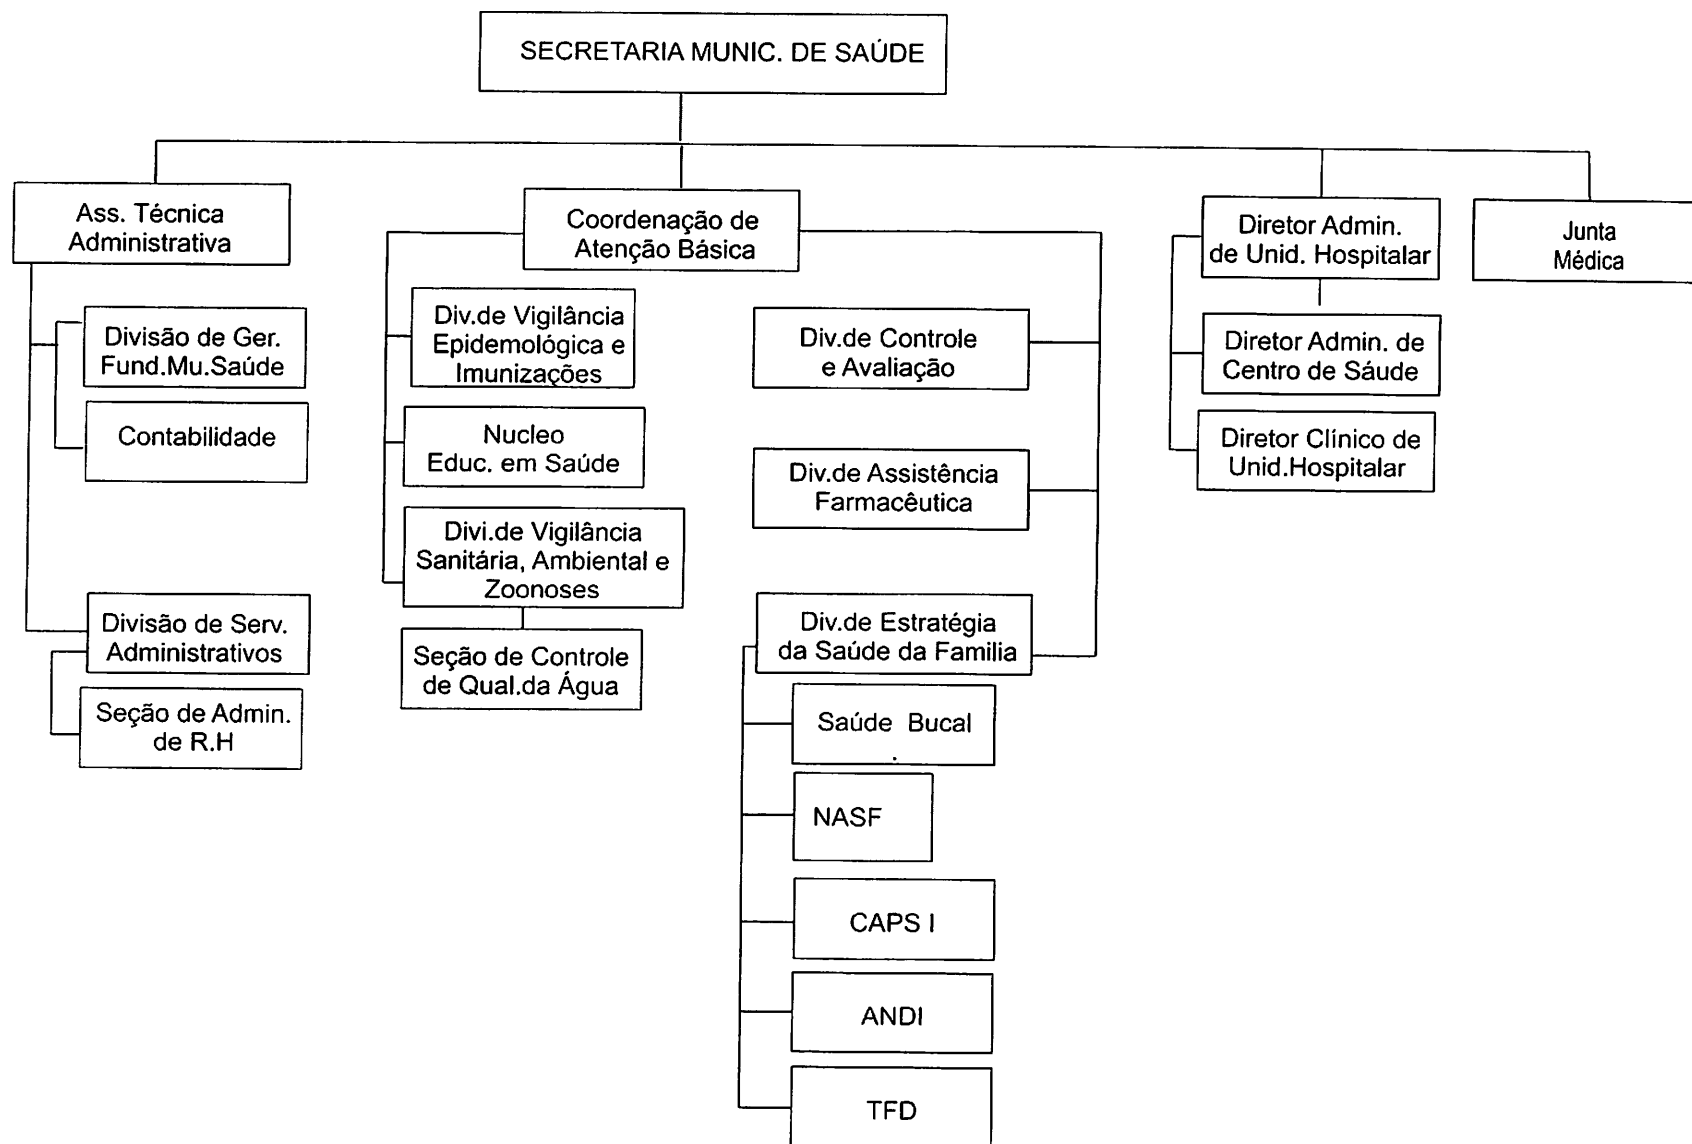 SECRETARIA MUNIC. DE SAÚDE
Ass. Técnica
Administrativa
Divisão de Ger.
Fund.Mu.Saúde
Contabilidade
Divisão de Serv.
Administrativos
Seção de Admin.
de R.H
Coordenação de
Atenção Básica
Div.de Vigilância
Epidemológica e
Imunizações
Nucleo
Educ. em Saúde
Divi.de Vigilância
Sanitária, Ambiental e
Zoonoses
Seção de Controle
de Qual.da Água
Div.de Controle
e Avaliação
Div.de Assistência
Farmacêutica
Div.de Estratégia
da Saúde da Familia
Saúde Bucal
NASF
CAPS I
ANDI
TFD
Diretor Admin.
de Unid. Hospitalar
Diretor Admin. de
Centro de Sáude
Diretor Clínico de
Unid.Hospitalar
Junta
Médica